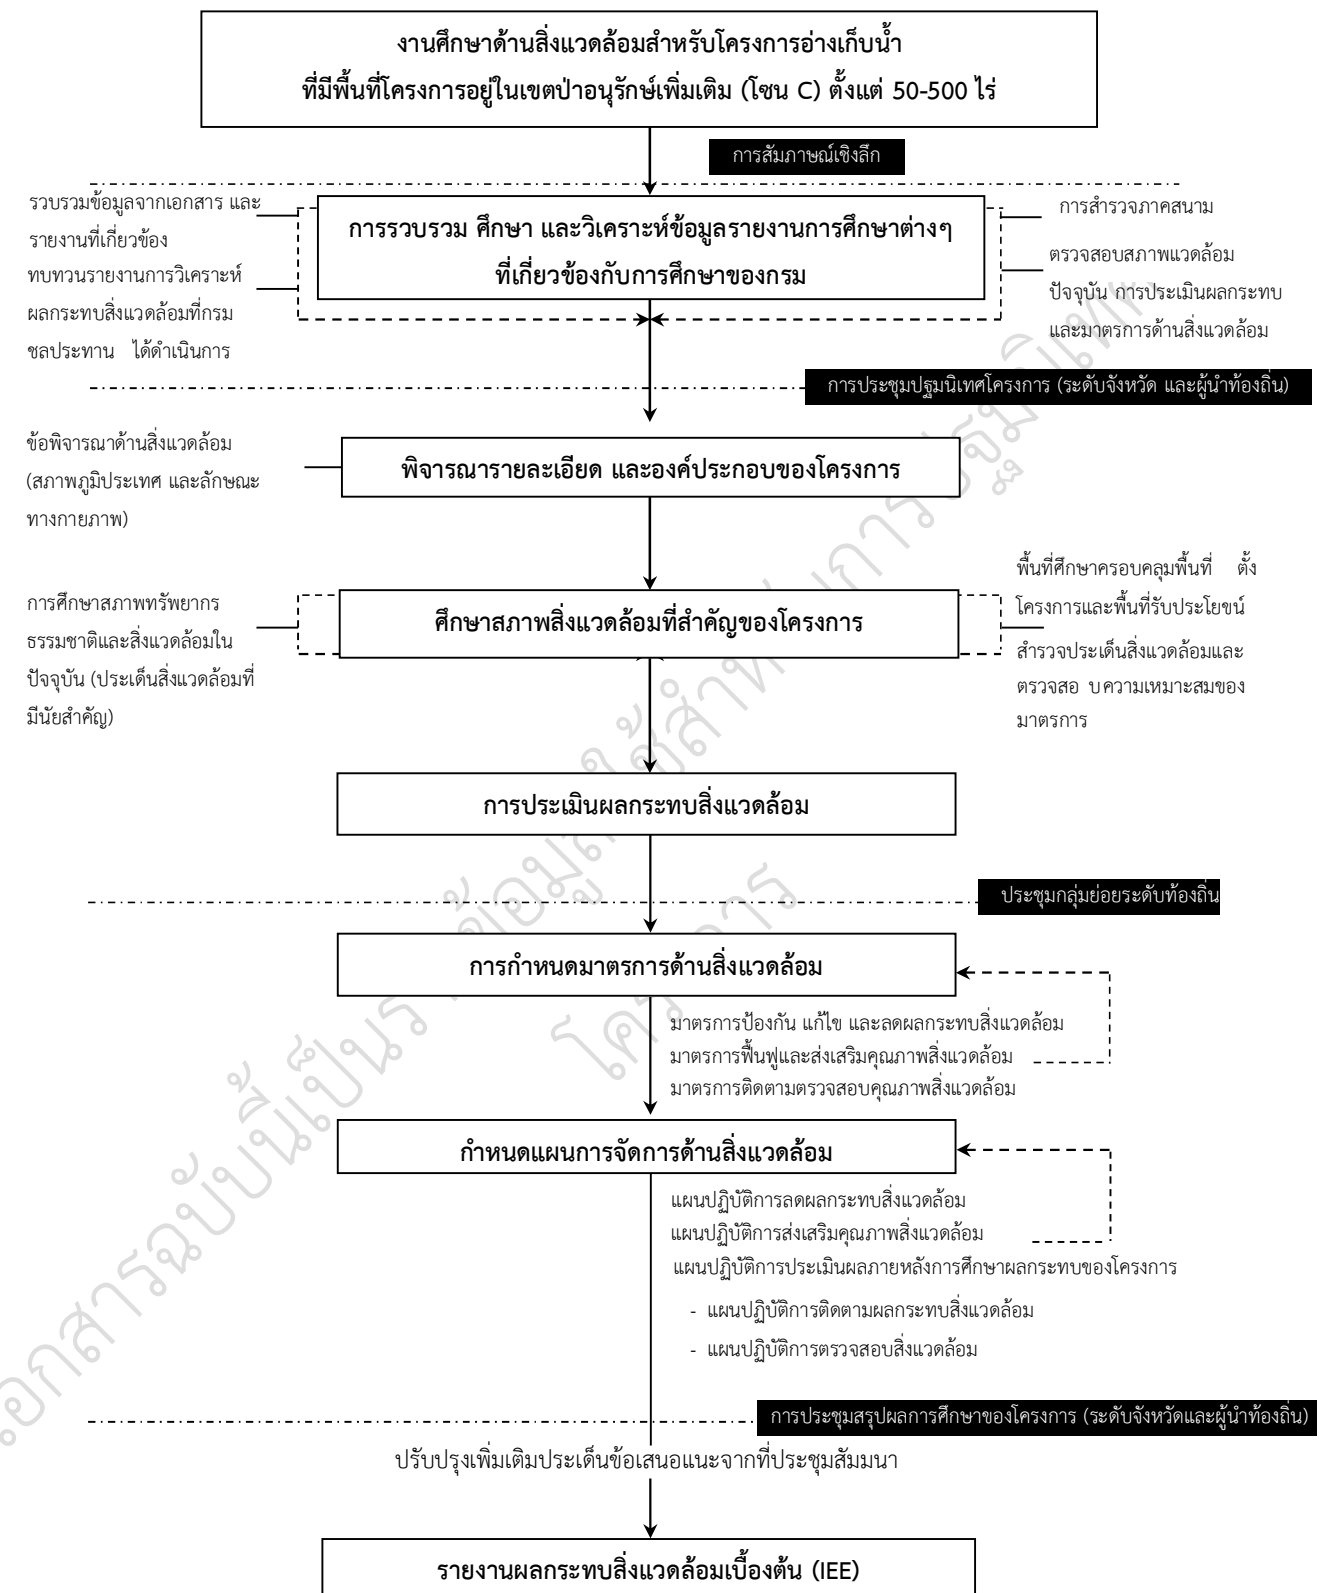 งานศึกษาด้านสิ่งแวดล้อมสำหรับโครงการอ่างเก็บน้ำ
ที่มีพื้นที่โครงการอยู่ในเขตป่าอนุรักษ์เพิ่มเติม (โซน C) ตั้งแต่ 50-500 ไร่
การสัมภาษณ์เชิงลึก
รวบรวมข้อมูลจากเอกสาร และ
รายงานที่เกี่ยวข้อง
ทบทวนรายงานการวิเคราะห์
ผลกระทบสิ่งแวดล้อมที่กรม
ชลประทาน ได้ดำเนินการ
การรวบรวม ศึกษา และวิเคราะห์ข้อมูลรายงานการศึกษาต่างๆ
ที่เกี่ยวข้องกับการศึกษาของกรม
การสำรวจภาคสนาม
ตรวจสอบสภาพแวดล้อม
ปัจจุบัน การประเมินผลกระทบ
และมาตรการด้านสิ่งแวดล้อม
การประชุมปฐมนิเทศโครงการ (ระดับจังหวัด และผู้นำท้องถิ่น)
ข้อพิจารณาด้านสิ่งแวดล้อม
(สภาพภูมิประเทศ และลักษณะ
ทางกายภาพ)
พิจารณารายละเอียด และองค์ประกอบของโครงการ
การศึกษาสภาพทรัพยากร
ธรรมชาติและสิ่งแวดล้อมใน
ปัจจุบัน (ประเด็นสิ่งแวดล้อมที่
มีนัยสำคัญ)
ศึกษาสภาพสิ่งแวดล้อมที่สำคัญของโครงการ
พื้นที่ศึกษาครอบคลุมพื้นที่ ตั้ง
โครงการและพื้นที่รับประโยขน์
สำรวจประเด็นสิ่งแวดล้อมและ
ตรวจสอ บความเหมาะสมของ
มาตรการ
การประเมินผลกระทบสิ่งแวดล้อม
ประชุมกลุ่มย่อยระดับท้องถิ่น
การกำหนดมาตรการด้านสิ่งแวดล้อม
มาตรการป้องกัน แก้ไข และลดผลกระทบสิ่งแวดล้อม
มาตรการฟื้นฟูและส่งเสริมคุณภาพสิ่งแวดล้อม
มาตรการติดตามตรวจสอบคุณภาพสิ่งแวดล้อม
กำหนดแผนการจัดการด้านสิ่งแวดล้อม
แผนปฏิบัติการลดผลกระทบสิ่งแวดล้อม
แผนปฏิบัติการส่งเสริมคุณภาพสิ่งแวดล้อม
แผนปฏิบัติการประเมินผลภายหลังการศึกษาผลกระทบของโครงการ
- แผนปฏิบัติการติดตามผลกระทบสิ่งแวดล้อม
- แผนปฏิบัติการตรวจสอบสิ่งแวดล้อม
การประชุมสรุปผลการศึกษาของโครงการ (ระดับจังหวัดและผู้นำท้องถิ่น)
ปรับปรุงเพิ่มเติมประเด็นข้อเสนอแนะจากที่ประชุมสัมมนา
รายงานผลกระทบสิ่งแวดล้อมเบื้องต้น (IEE)